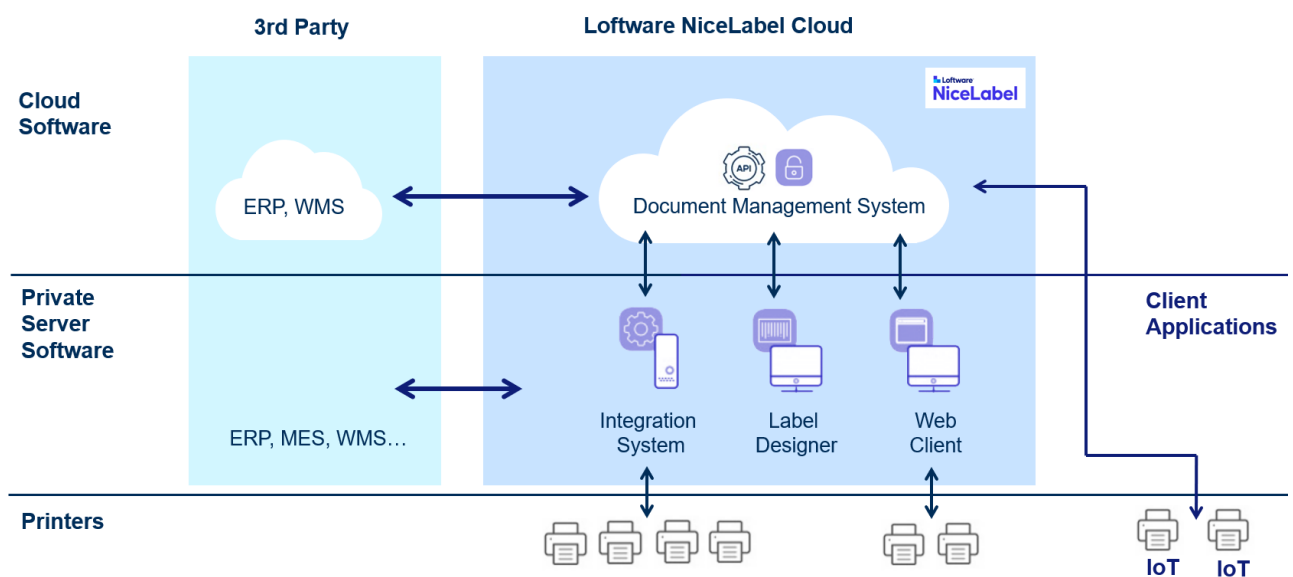 3rd Party
Loftware NiceLabel Cloud
Loftware
NiceLabel
Cloud
Software
API
ERP, WMS
Document Management System
Private
Server
Software
Client
Applications
ERP, MES, WMS...
Integration
System
Label
Designer
Web
Client
Printers
IoT
IoT